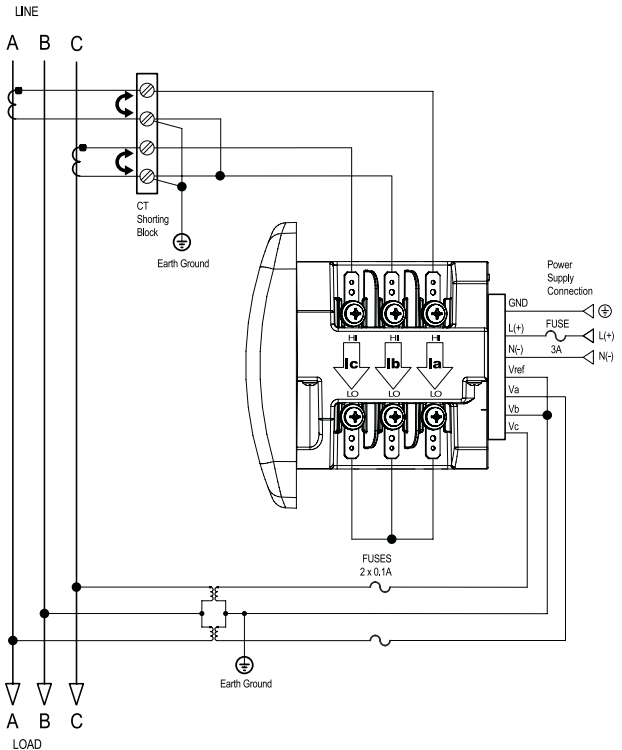 LINE
A B C
CT
Shorting
Block
Earth Ground
Power
Supply
Connection
GND
L(+)
FUSE
3A
L(+)
N(-)
N(-)
Vref
Va
Vb
Vc
HI HI HI
Ic Ib Ia
LO LO LO
FUSES
2 x 0.1A
Earth Ground
A B C
LOAD